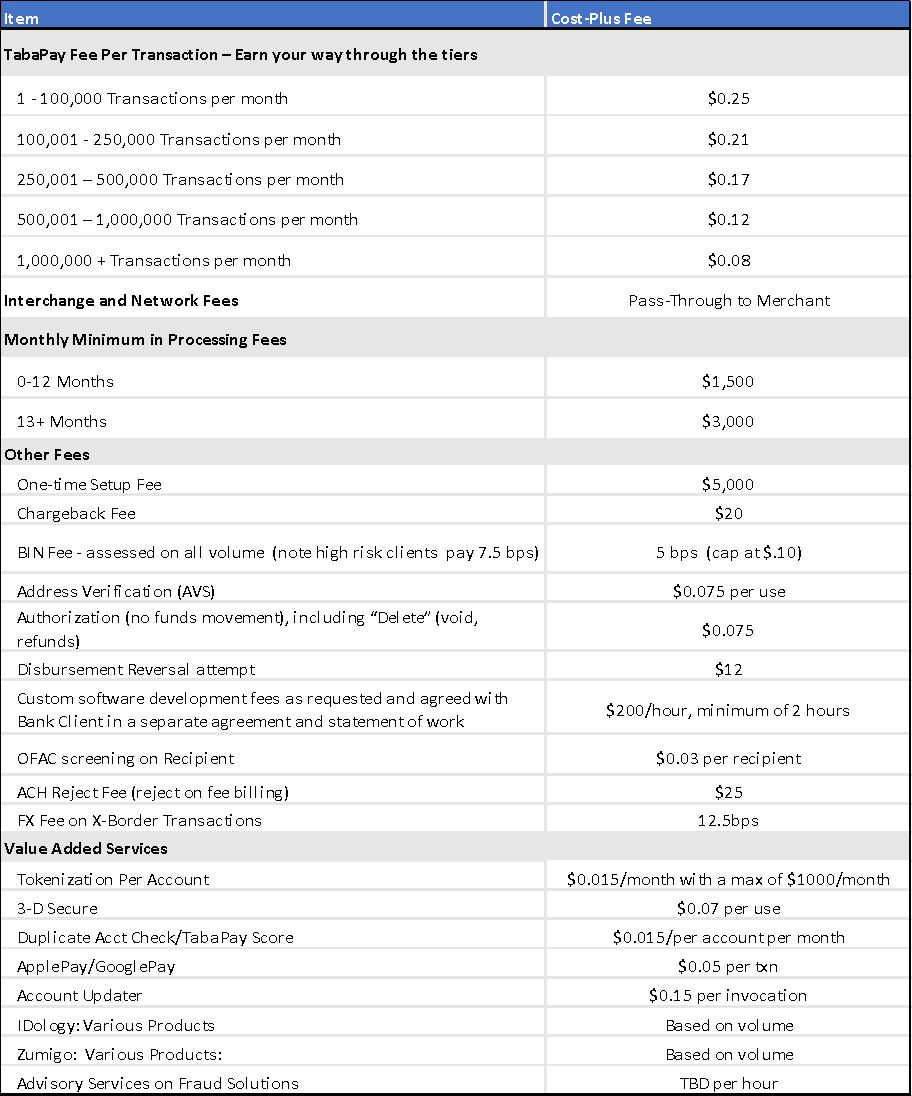 Item Cost-Plus Fee
TabaPay Fee Per Transaction – Earn your way through the tiers
1 - 100,000 Transactions per month $0.25
100,001 - 250,000 Transactions per month $0.21
250,001 – 500,000 Transactions per month $0.17
500,001 – 1,000,000 Transactions per month $0.12
1,000,000 + Transactions per month $0.08
Interchange and Network Fees Pass-Through to Merchant
Monthly Minimum in Processing Fees
0-12 Months $1,500
13+ Months $3,000
Other Fees
One-time Setup Fee $5,000
Chargeback Fee $20
BIN Fee - assessed on all volume (note high risk clients pay 7.5 bps) 5 bps (cap at $.10)
Address Verification (AVS) $0.075 per use
Authorization (no funds movement), including “Delete” (void,
refunds) $0.075
Disbursement Reversal attempt $12
Custom software development fees as requested and agreed with
Bank Client in a separate agreement and statement of work $200/hour, minimum of 2 hours
OFAC screening on Recipient $0.03 per recipient
ACH Reject Fee (reject on fee billing) $25
FX Fee on X-Border Transactions 12.5bps
Value Added Services
Tokenization Per Account $0.015/month with a max of $1000/month
3-D Secure $0.07 per use
Duplicate Acct Check/TabaPay Score $0.015/per account per month
ApplePay/GooglePay $0.05 per txn
Account Updater $0.15 per invocation
IDology: Various Products Based on volume
Zumigo: Various Products: Based on volume
Advisory Services on Fraud Solutions TBD per hour